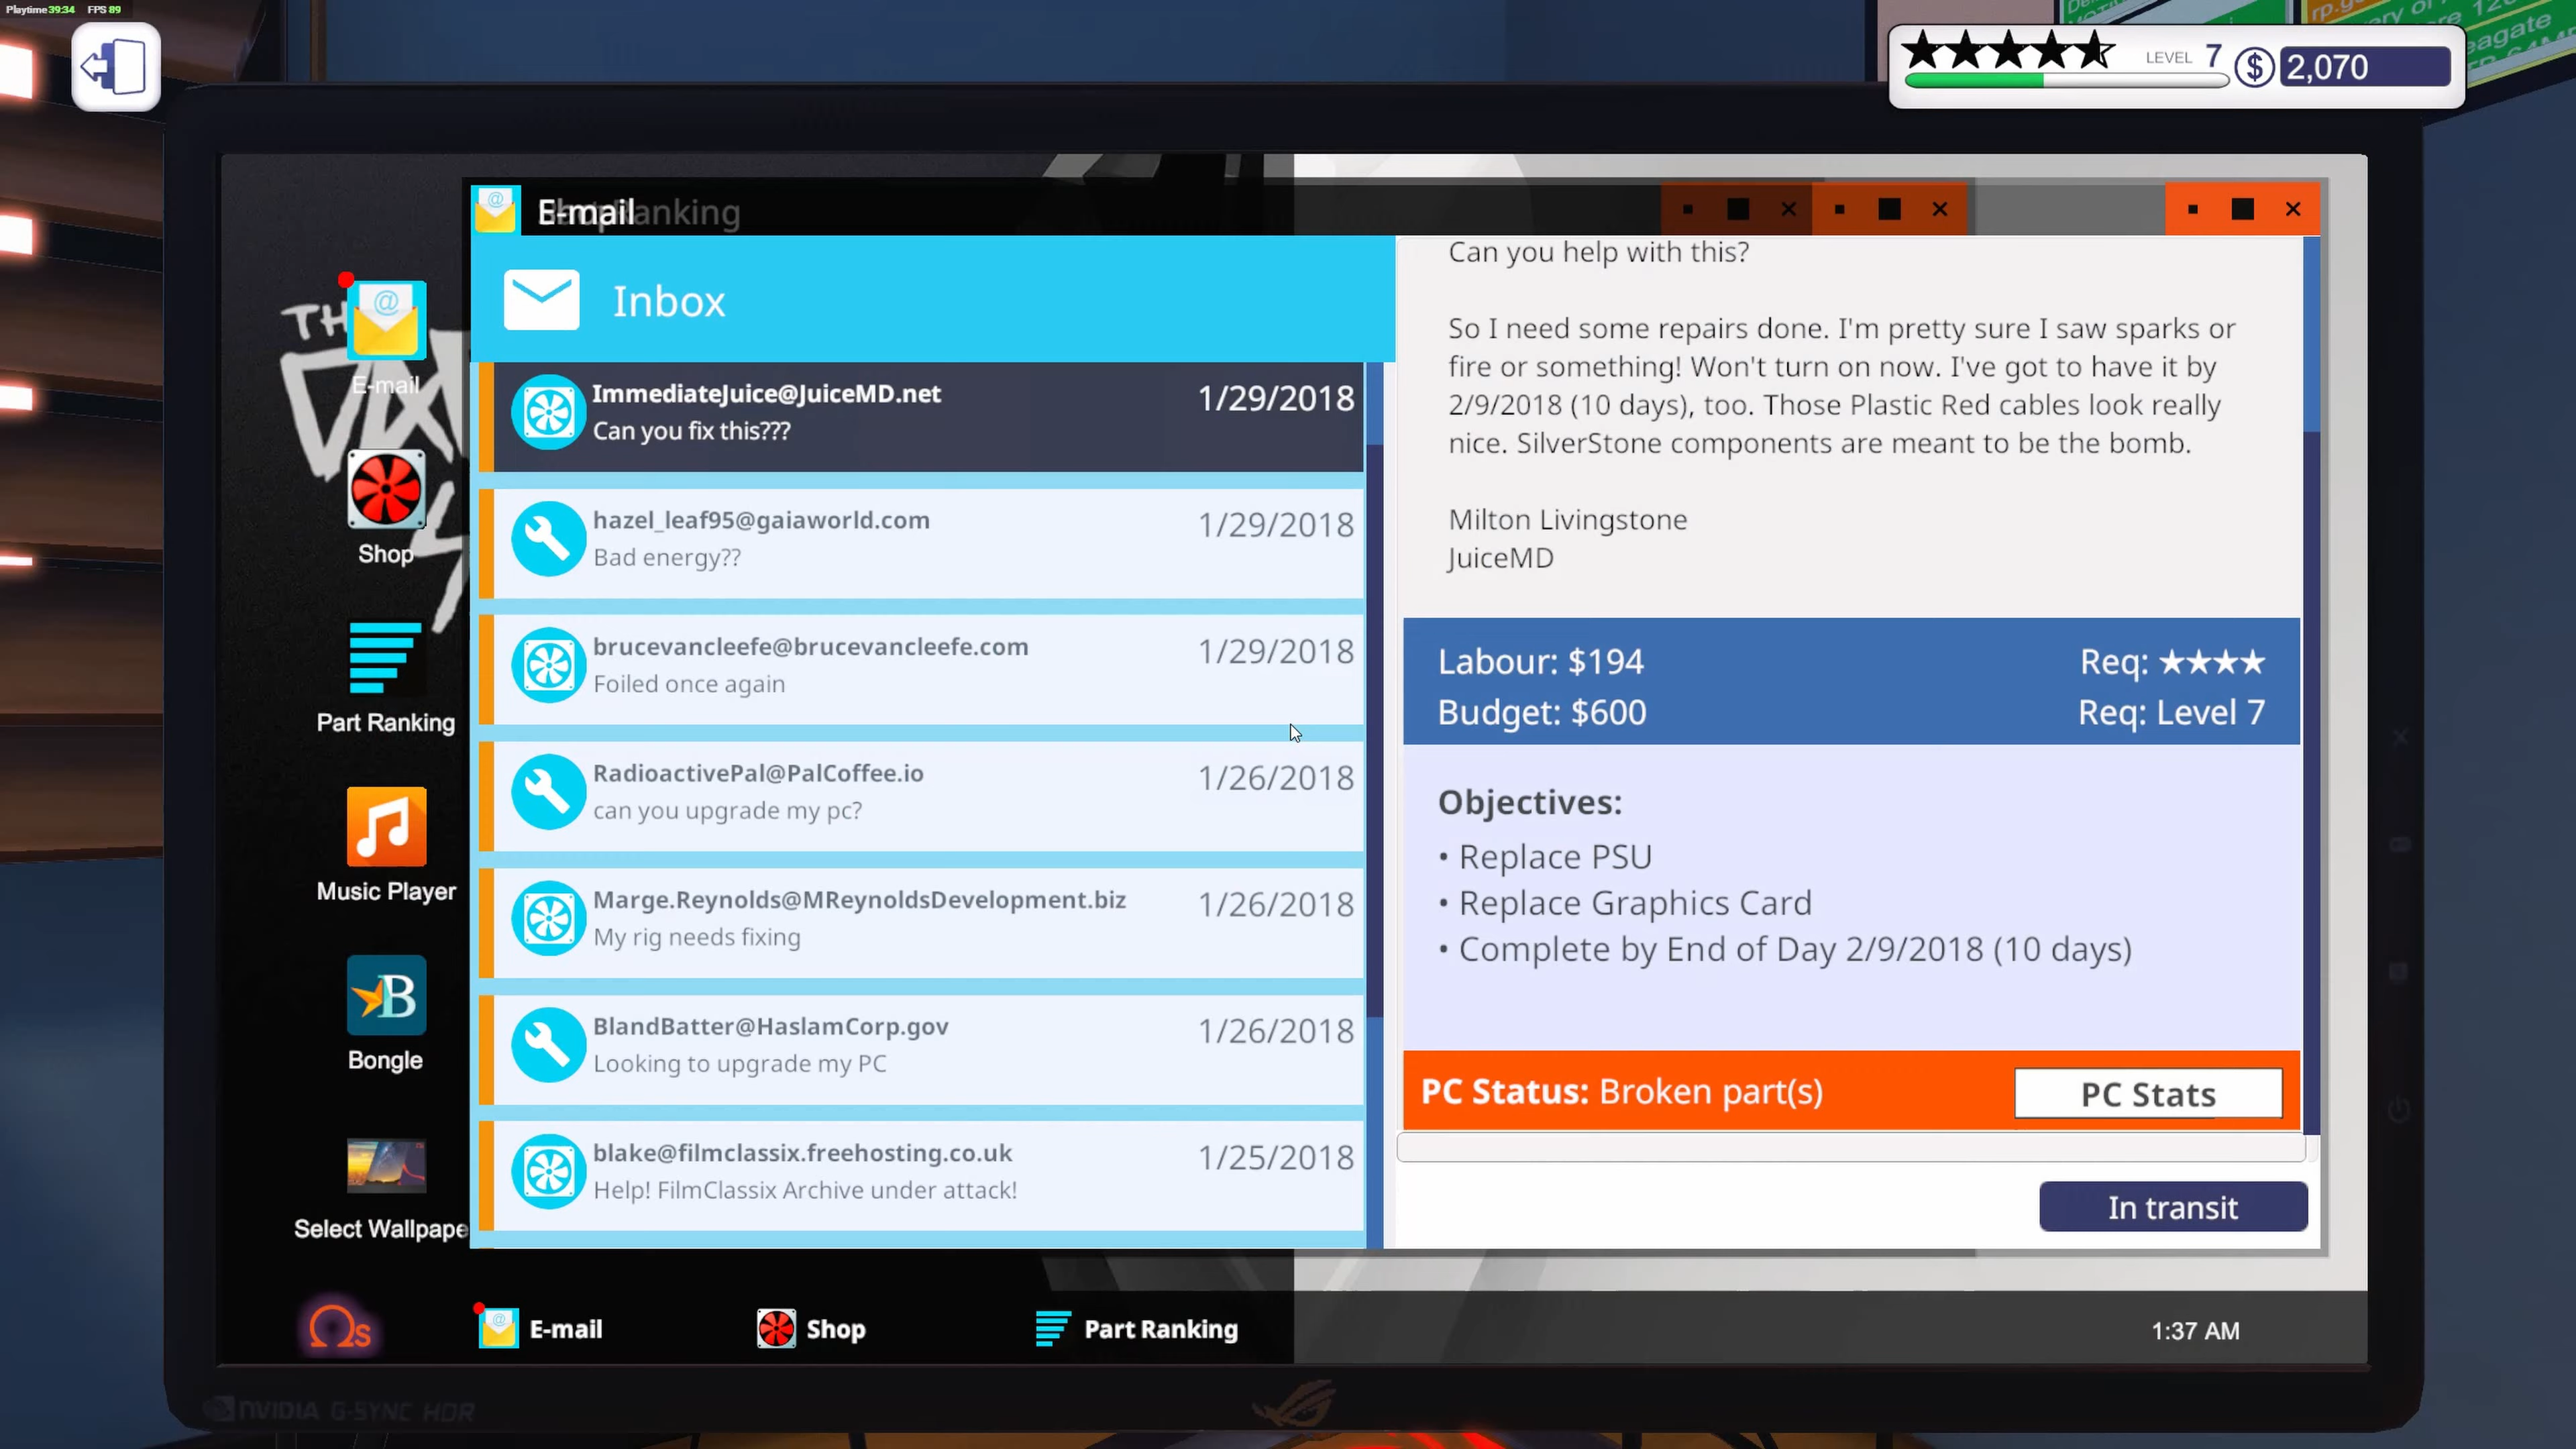 Playtime 39:34 FPS 89
LEVEL 7
$ 2,070
E-mail
Inbox
ImmediateJuice@JuiceMD.net 1/29/2018
Can you fix this???
hazel_leaf95@gaiaworld.com 1/29/2018
Bad energy??
brucevancleefe@brucevancleefe.com 1/29/2018
Foiled once again
RadioactivePal@PalCoffee.io 1/26/2018
can you upgrade my pc?
Marge.Reynolds@MReynoldsDevelopment.biz 1/26/2018
My rig needs fixing
BlandBatter@HaslamCorp.gov 1/26/2018
Looking to upgrade my PC
blake@filmclassix.freehosting.co.uk 1/25/2018
Help! FilmClassix Archive under attack!
Can you help with this?
So I need some repairs done. I'm pretty sure I saw sparks or
fire or something! Won't turn on now. I've got to have it by
2/9/2018 (10 days), too. Those Plastic Red cables look really
nice. SilverStone components are meant to be the bomb.
Milton Livingstone
JuiceMD
Labour: $194 Req: ★★★★
Budget: $600 Req: Level 7
Objectives:
• Replace PSU
• Replace Graphics Card
• Complete by End of Day 2/9/2018 (10 days)
PC Status: Broken part(s) PC Stats
In transit
E-mail
Shop
Part Ranking
Music Player
Bongle
Select Wallpape
Ωs E-mail Shop Part Ranking 1:37 AM
NVIDIA G-SYNC HDR